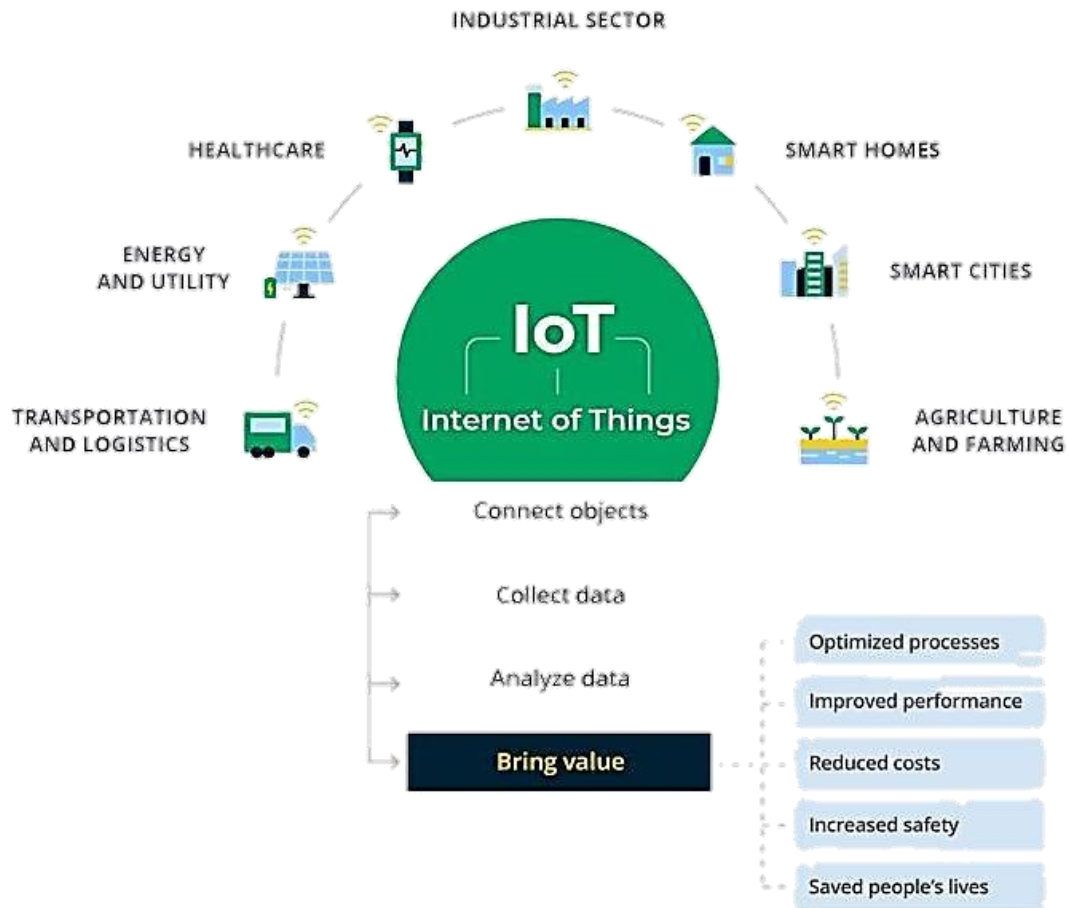 INDUSTRIAL SECTOR
HEALTHCARE
SMART HOMES
ENERGY
AND UTILITY
SMART CITIES
IoT
Internet of Things
TRANSPORTATION
AND LOGISTICS
AGRICULTURE
AND FARMING
Connect objects
Collect data
Analyze data
Bring value
Optimized processes
Improved performance
Reduced costs
Increased safety
Saved people's lives